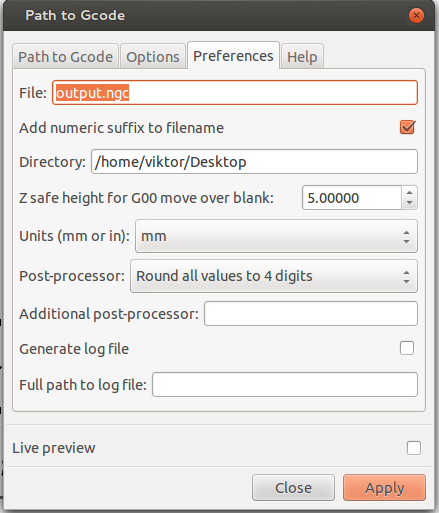 Path to Gcode
Path to Gcode Options Preferences Help
File: output.ngc
Add numeric suffix to filename
Directory: /home/viktor/Desktop
Z safe height for G00 move over blank: 5.00000
Units (mm or in): mm
Post-processor: Round all values to 4 digits
Additional post-processor:
Generate log file
Full path to log file:
Live preview
Close Apply